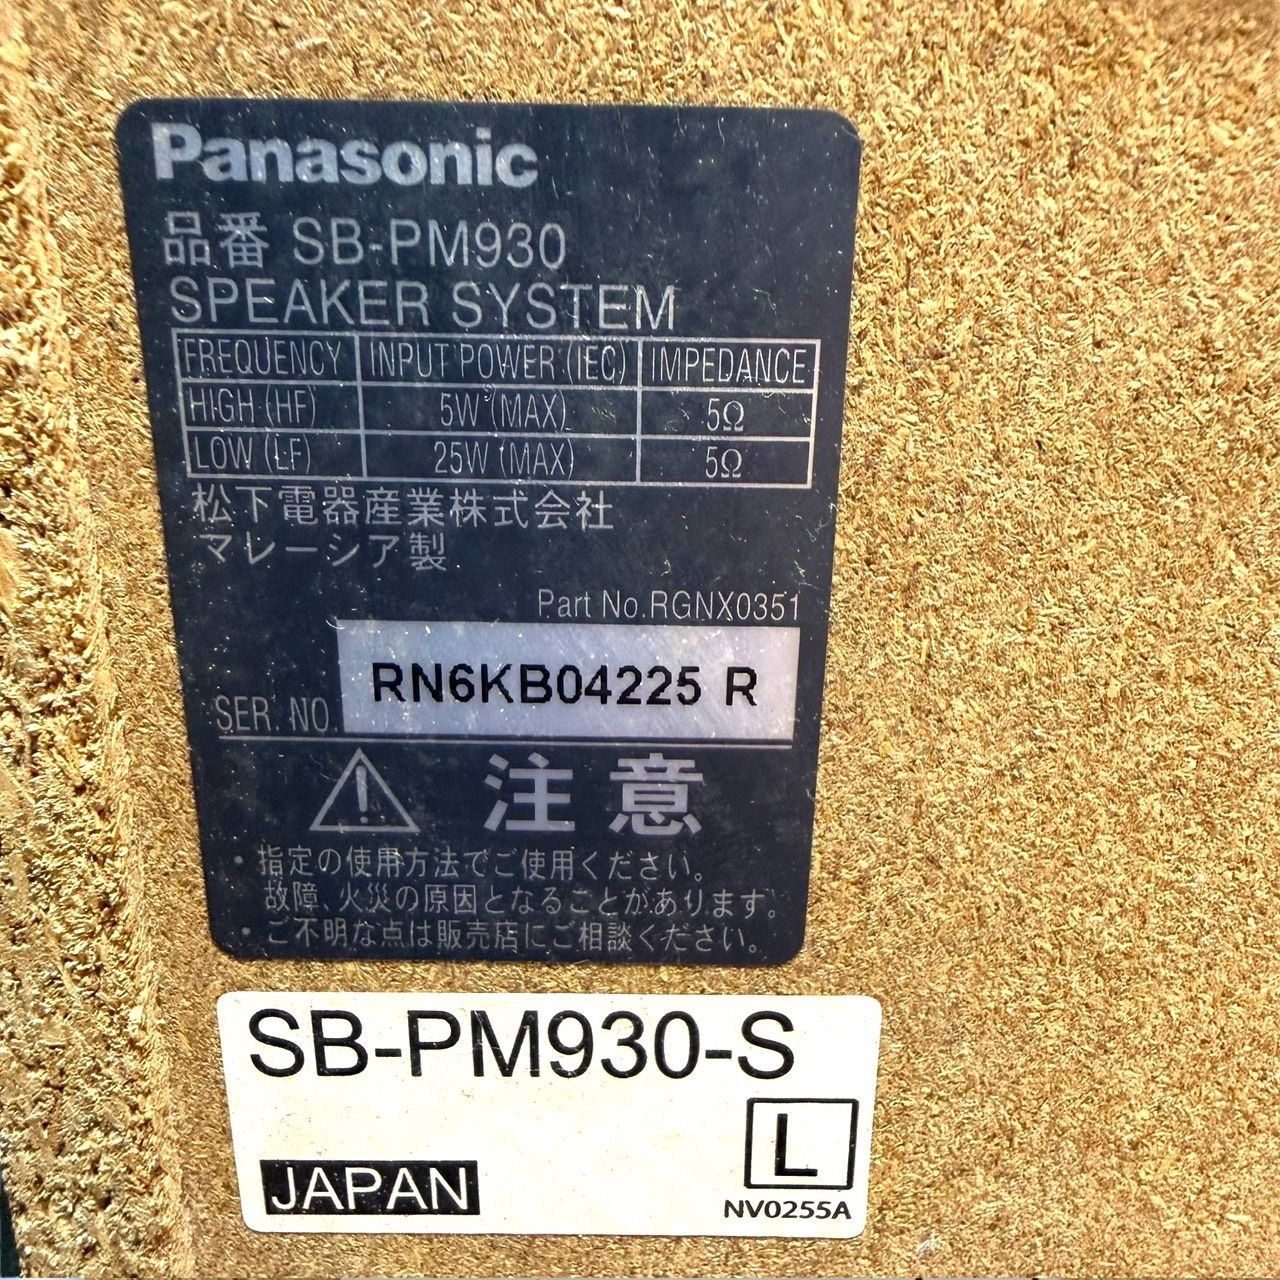 Panasonic
品番 SB-PM930
SPEAKER SYSTEM
FREQUENCY INPUT POWER (IEC) IMPEDANCE
HIGH (HF) 5W (MAX) 5Ω
LOW (LF) 25W (MAX) 5Ω
松下電器産業株式会社
マレーシア製
Part No.RGNX0351
SER. NO. RN6KB04225 R
注意
・指定の使用方法でご使用ください。
故障、火災の原因となることがあります。
・ご不明な点は販売店にご相談ください。
SB-PM930-S
L
JAPAN
NV0255A